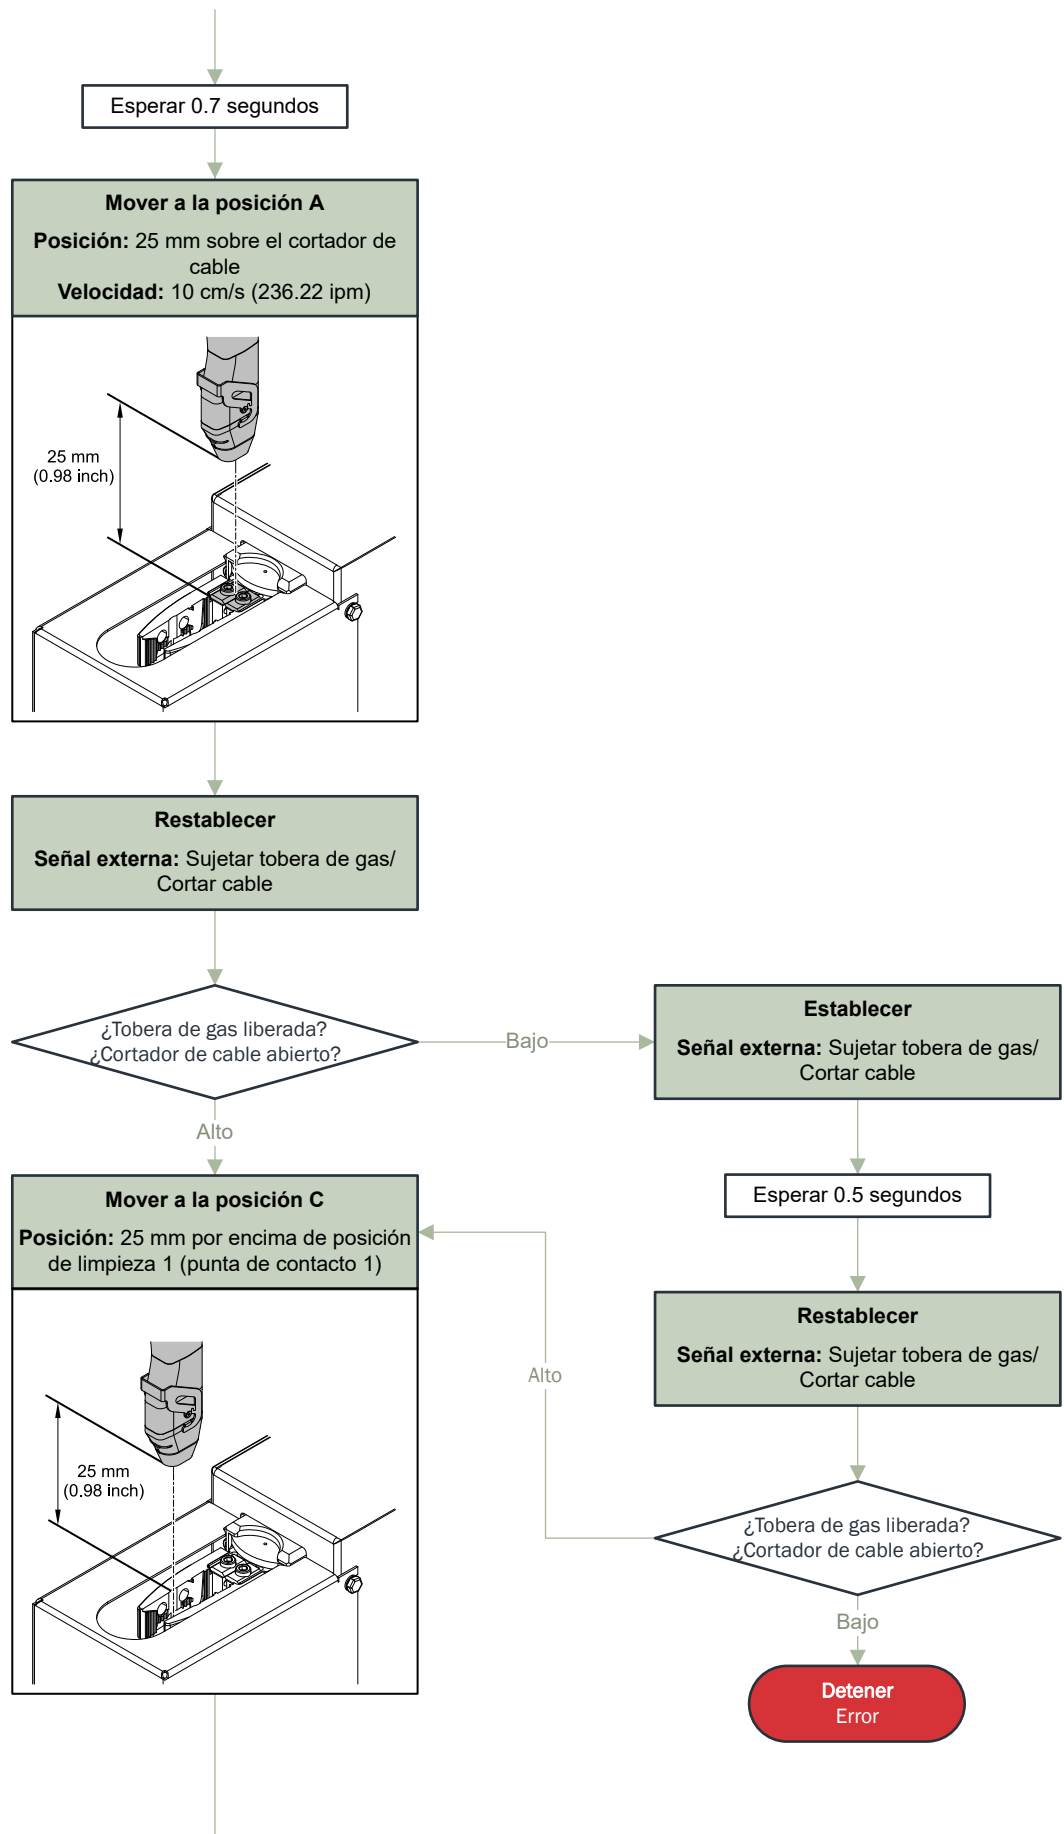 Esperar 0.7 segundos
Mover a la posición A
Posición: 25 mm sobre el cortador de
cable
Velocidad: 10 cm/s (236.22 ipm)
25 mm
(0.98 inch)
Restablecer
Señal externa: Sujetar tobera de gas/
Cortar cable
¿Tobera de gas liberada?
¿Cortador de cable abierto?
Bajo
Alto
Establecer
Señal externa: Sujetar tobera de gas/
Cortar cable
Esperar 0.5 segundos
Restablecer
Señal externa: Sujetar tobera de gas/
Cortar cable
¿Tobera de gas liberada?
¿Cortador de cable abierto?
Alto
Bajo
Detener
Error
Mover a la posición C
Posición: 25 mm por encima de posición
de limpieza 1 (punta de contacto 1)
25 mm
(0.98 inch)